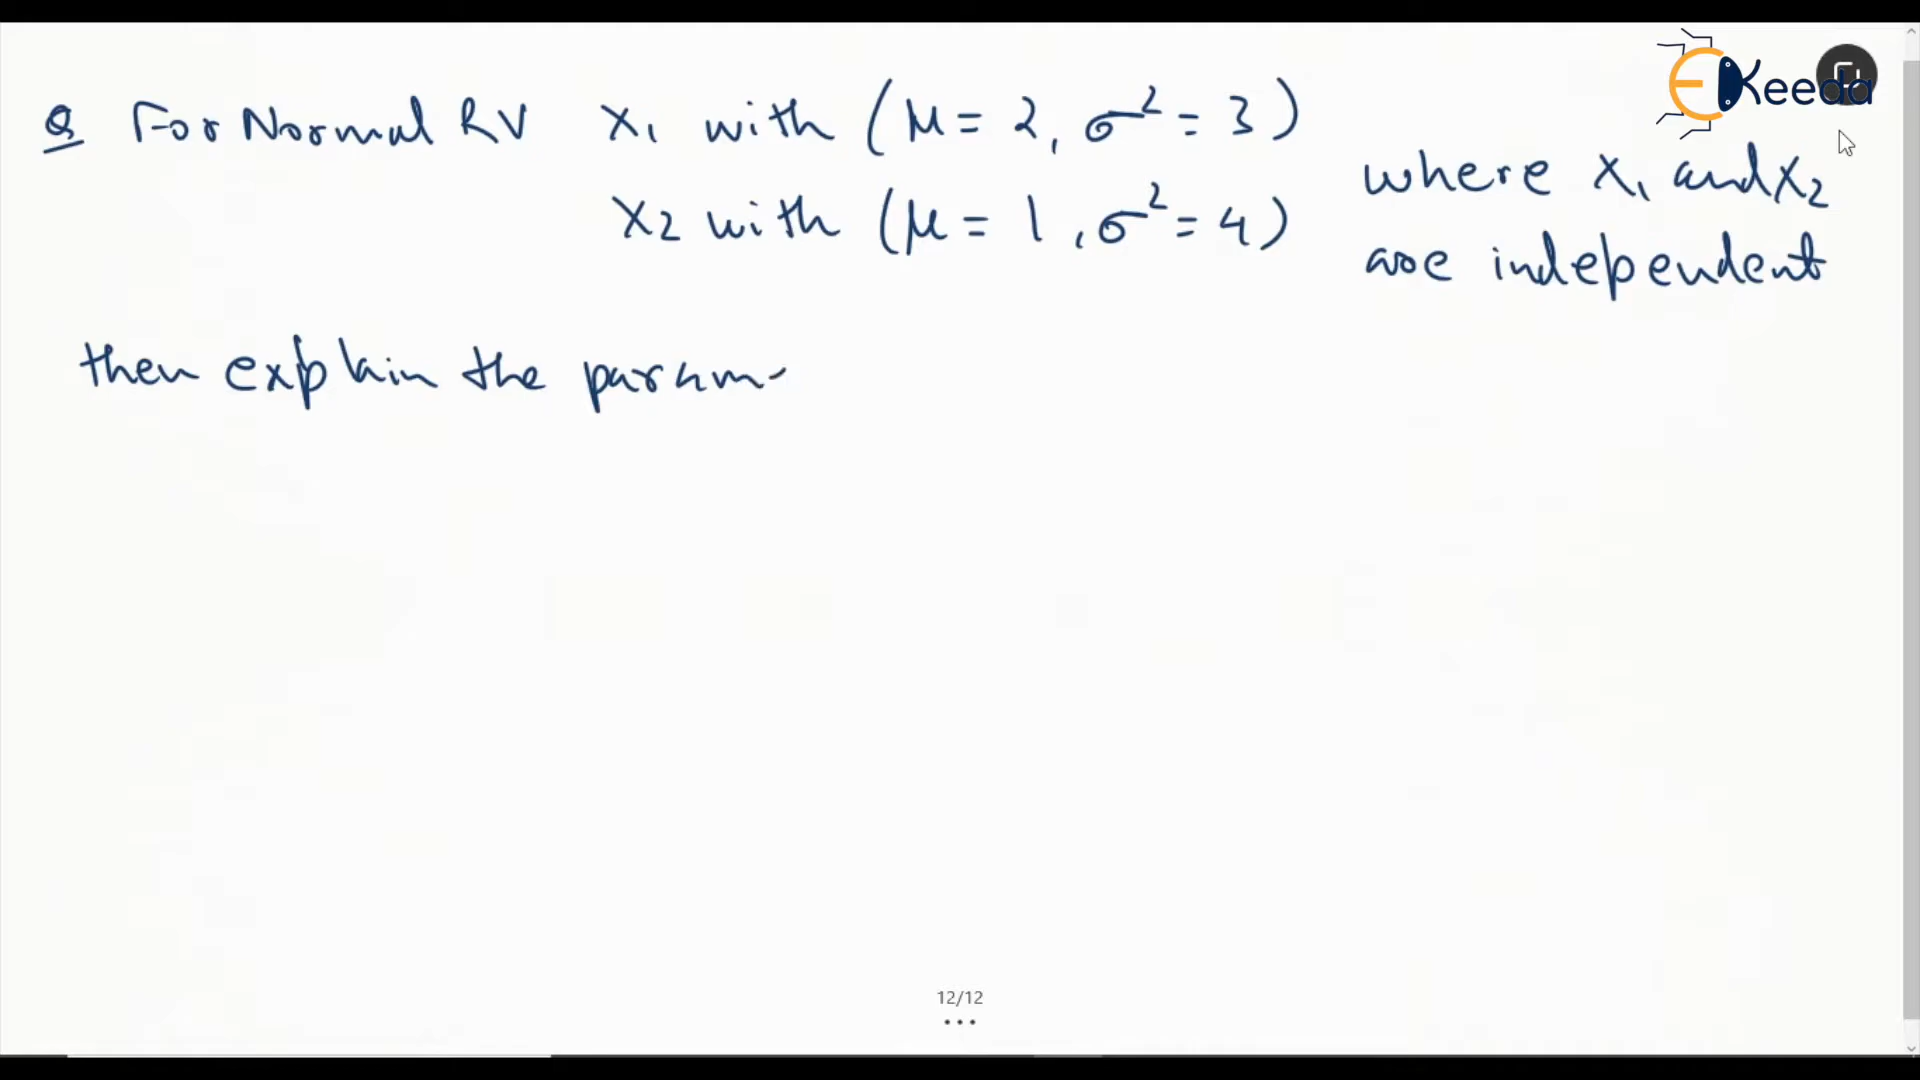 Q For Normal RV X1 with (μ = 2, σ² = 3)
X2 with (μ = 1, σ² = 4)
where X1 and X2
are independent
then explain the param
EKeeda
12/12